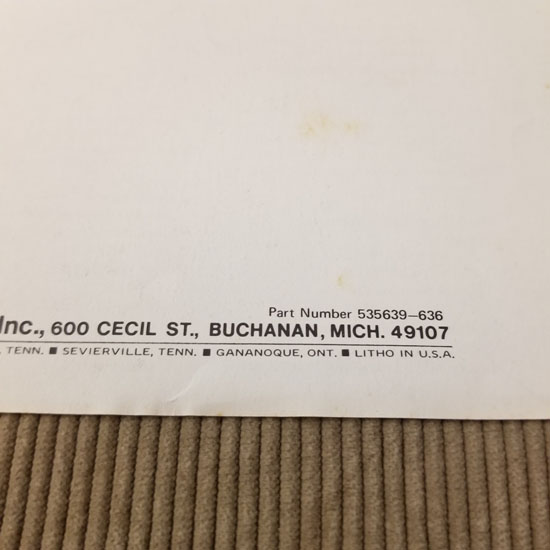 Part Number 535639—636
Inc., 600 CECIL ST., BUCHANAN, MICH. 49107
TENN. ■ SEVIERVILLE, TENN. ■ GANANOQUE, ONT. ■ LITHO IN U.S.A.